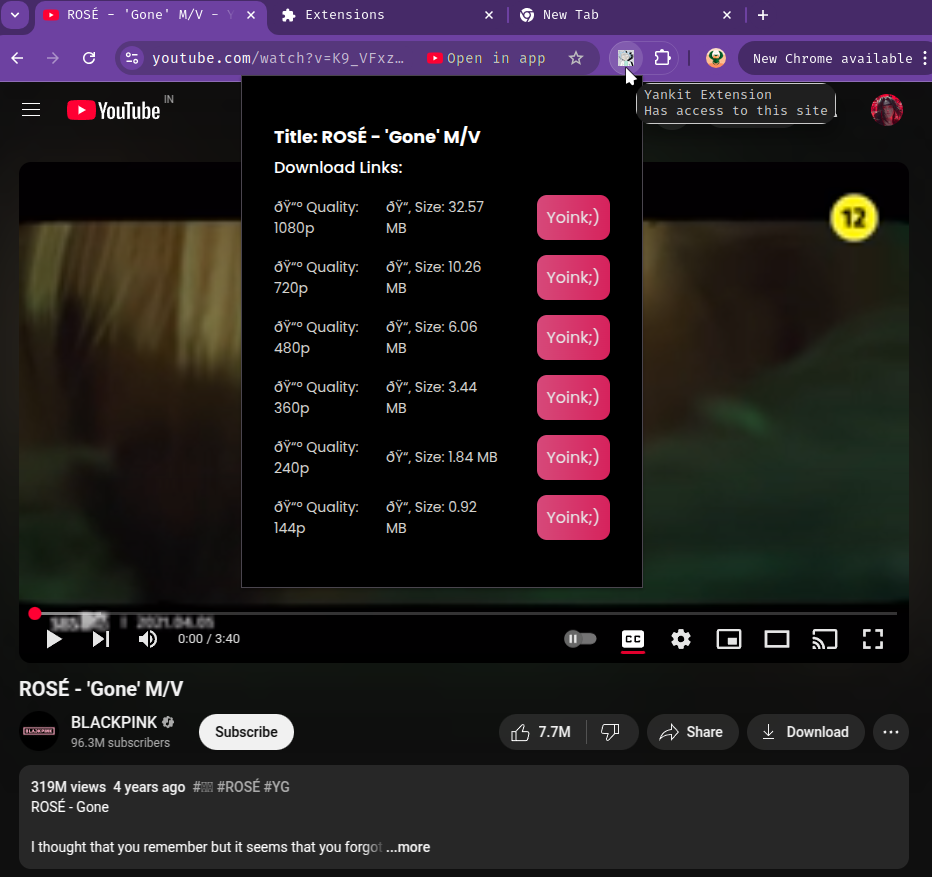 ROSÉ - 'Gone' M/V -
Extensions
New Tab
youtube.com/watch?v=K9_VFxz…
Open in app
New Chrome available
Yankit Extension
Has access to this site
YouTube
IN
Title: ROSÉ - 'Gone' M/V
Download Links:
ðŸ“º Quality:
1080p
ðŸ“‚ Size: 32.57
MB
Yoink;)
ðŸ“º Quality:
720p
ðŸ“‚ Size: 10.26
MB
Yoink;)
ðŸ“º Quality:
480p
ðŸ“‚ Size: 6.06
MB
Yoink;)
ðŸ“º Quality:
360p
ðŸ“‚ Size: 3.44
MB
Yoink;)
ðŸ“º Quality:
240p
ðŸ“‚ Size: 1.84 MB
Yoink;)
ðŸ“º Quality:
144p
ðŸ“‚ Size: 0.92
MB
Yoink;)
12
SBS
2021.04.05
0:00 / 3:40
CC
ROSÉ - 'Gone' M/V
BLACKPINK
BLACKPINK
96.3M subscribers
Subscribe
7.7M
Share
Download
319M views 4 years ago #ROSÉ #YG
ROSÉ - Gone
I thought that you remember but it seems that you forgot ...more